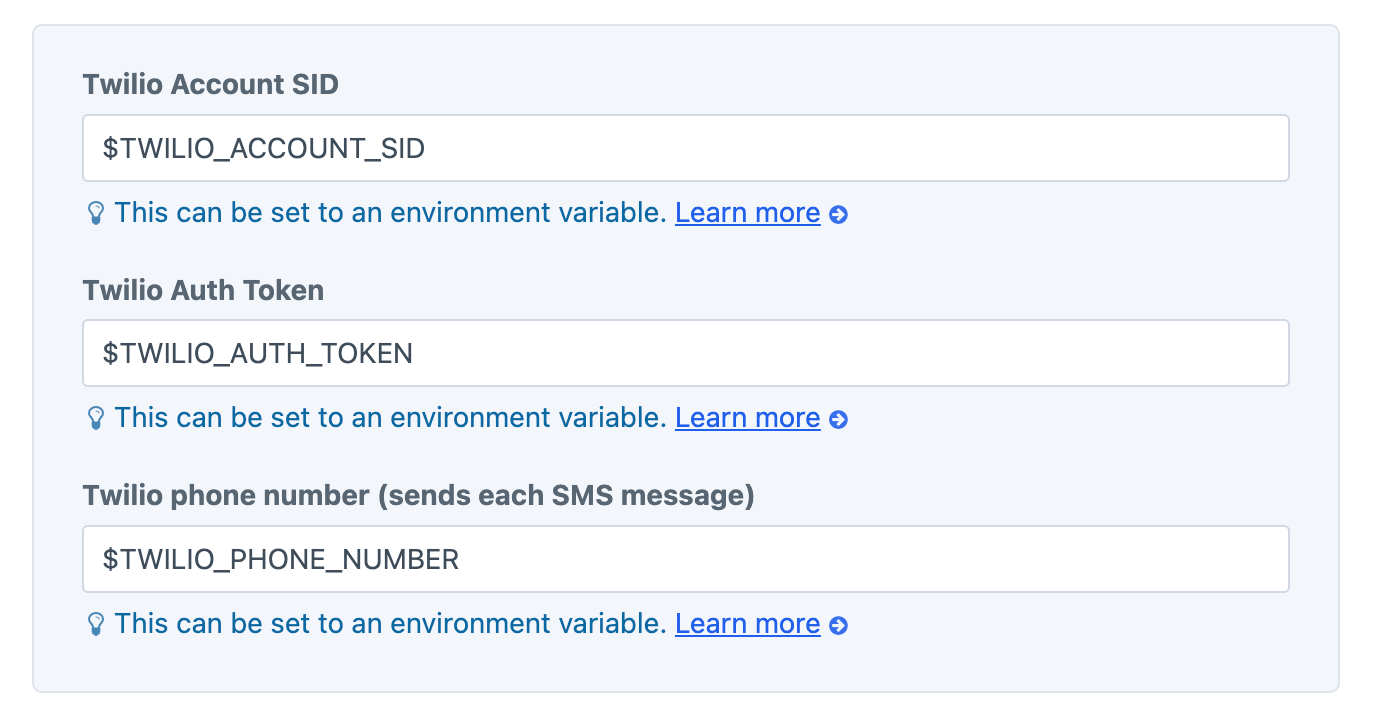 Twilio Account SID
$TWILIO_ACCOUNT_SID
This can be set to an environment variable. Learn more
Twilio Auth Token
$TWILIO_AUTH_TOKEN
This can be set to an environment variable. Learn more
Twilio phone number (sends each SMS message)
$TWILIO_PHONE_NUMBER
This can be set to an environment variable. Learn more